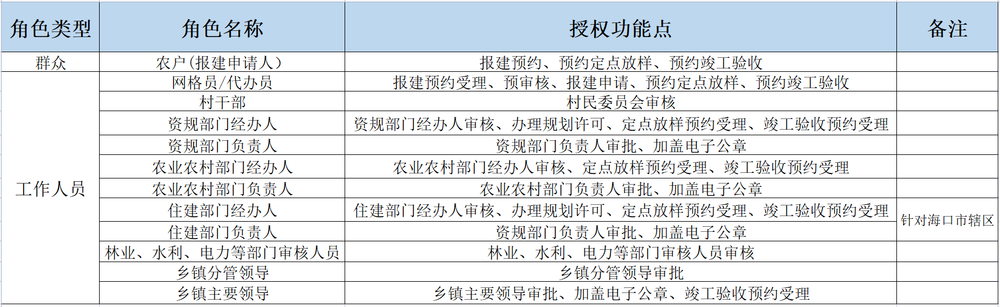 角色类型 角色名称 授权功能点 备注
群众 农户(报建申请人） 报建预约、预约定点放样、预约竣工验收
网格员/代办员 报建预约受理、预审核、报建申请、预约定点放样、预约竣工验收
村干部 村民委员会审核
资规部门经办人 资规部门经办人审核、办理规划许可、定点放样预约受理、竣工验收预约受理
资规部门负责人 资规部门负责人审批、加盖电子公章
农业农村部门经办人 农业农村部门经办人审核、定点放样预约受理、竣工验收预约受理
工作人员 农业农村部门负责人 农业农村部门负责人审批、加盖电子公章
住建部门经办人 住建部门经办人审核、办理规划许可、定点放样预约受理、竣工验收预约受理
针对海口市辖区
住建部门负责人 资规部门负责人审批、加盖电子公章
林业、水利、电力等部门审核人员 林业、水利、电力等部门审核人员审核
乡镇分管领导 乡镇分管领导审批
乡镇主要领导 乡镇主要领导审批、加盖电子公章、竣工验收预约受理